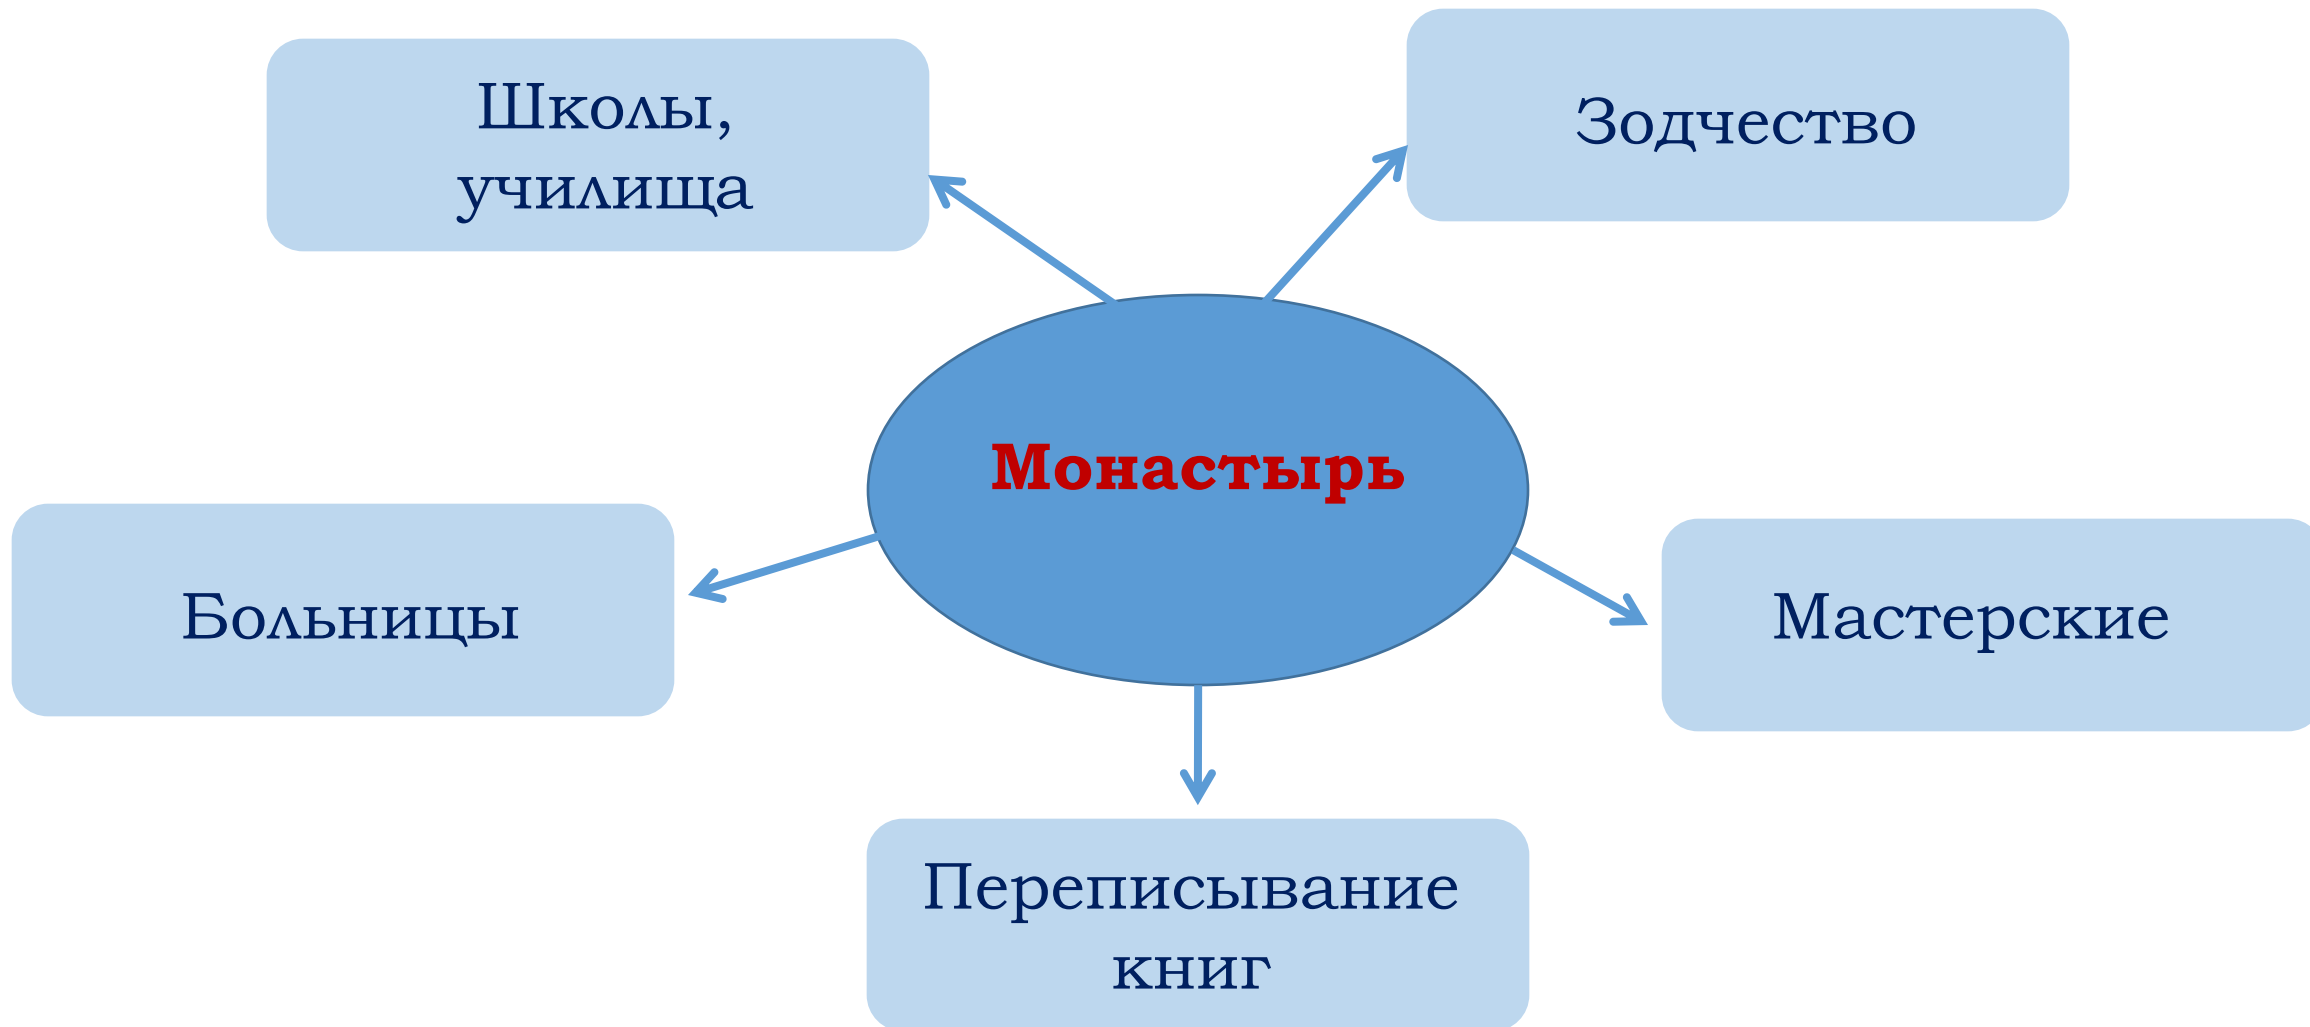 Школы,
училища
Зодчество
Монастырь
Больницы
Мастерские
Переписывание
книг